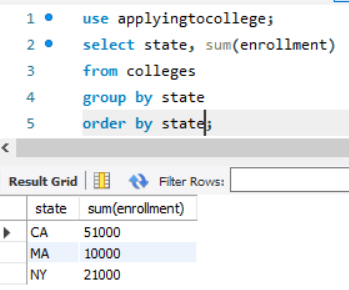 1 use applyingtocollege;
2 select state, sum(enrollment)
3 from colleges
4 group by state
5 order by state;
Result Grid Filter Rows:
state sum(enrollment)
CA 51000
MA 10000
NY 21000